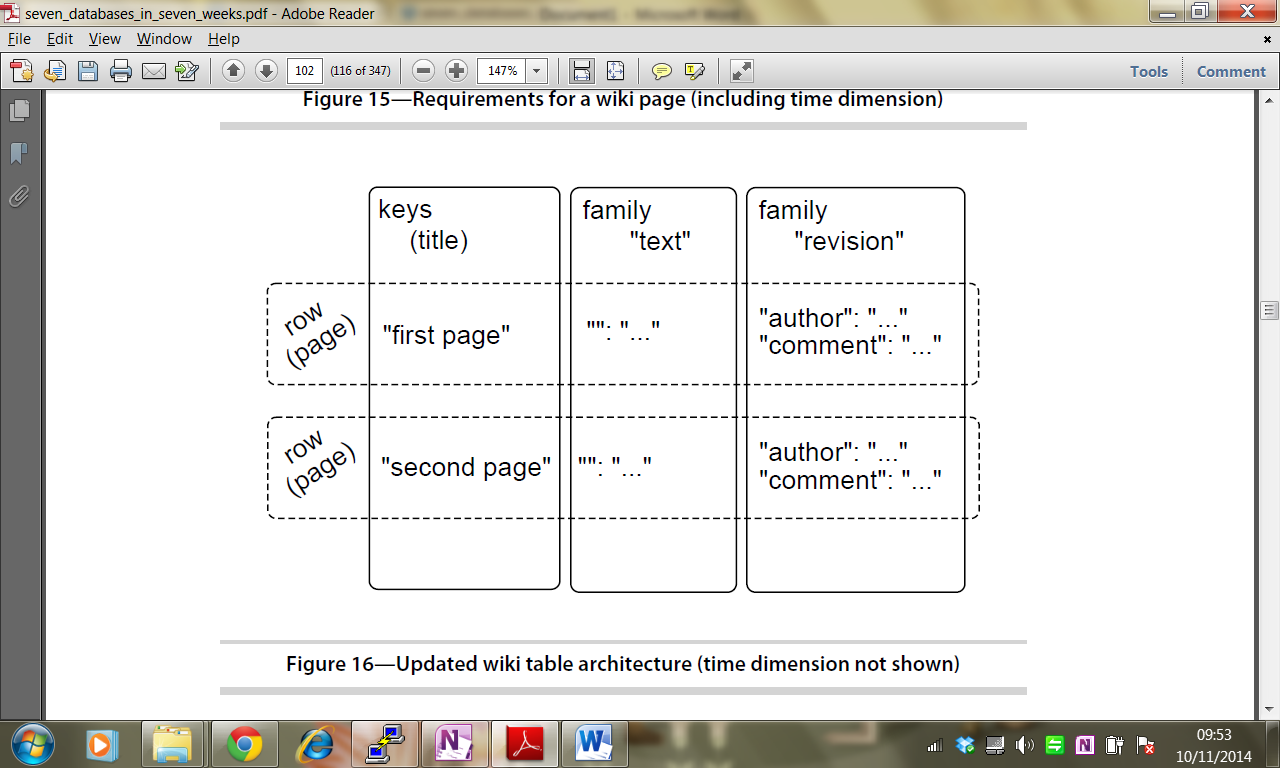 seven_databases_in_seven_weeks.pdf - Adobe Reader
File Edit View Window Help
102 (116 of 347) 147% Tools Comment
Figure 15—Requirements for a wiki page (including time dimension)
keys
(title)
family
"text"
family
"revision"
row
(page)
"first page"
"": "..."
"author": "..."
"comment": "..."
row
(page)
"second page"
"": "..."
"author": "..."
"comment": "..."
Figure 16—Updated wiki table architecture (time dimension not shown)
09:53
10/11/2014